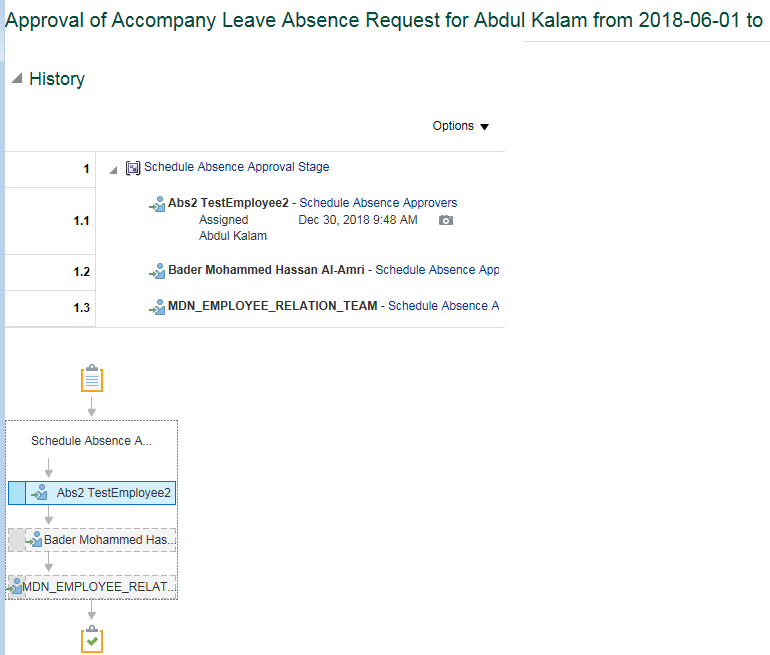 Approval of Accompany Leave Absence Request for Abdul Kalam from 2018-06-01 to
History
Options
1 Schedule Absence Approval Stage
1.1 Abs2 TestEmployee2 - Schedule Absence Approvers
Assigned Dec 30, 2018 9:48 AM
Abdul Kalam
1.2 Bader Mohammed Hassan Al-Amri - Schedule Absence App
1.3 MDN_EMPLOYEE_RELATION_TEAM - Schedule Absence A
Schedule Absence A...
Abs2 TestEmployee2
Bader Mohammed Has...
MDN_EMPLOYEE_RELAT...